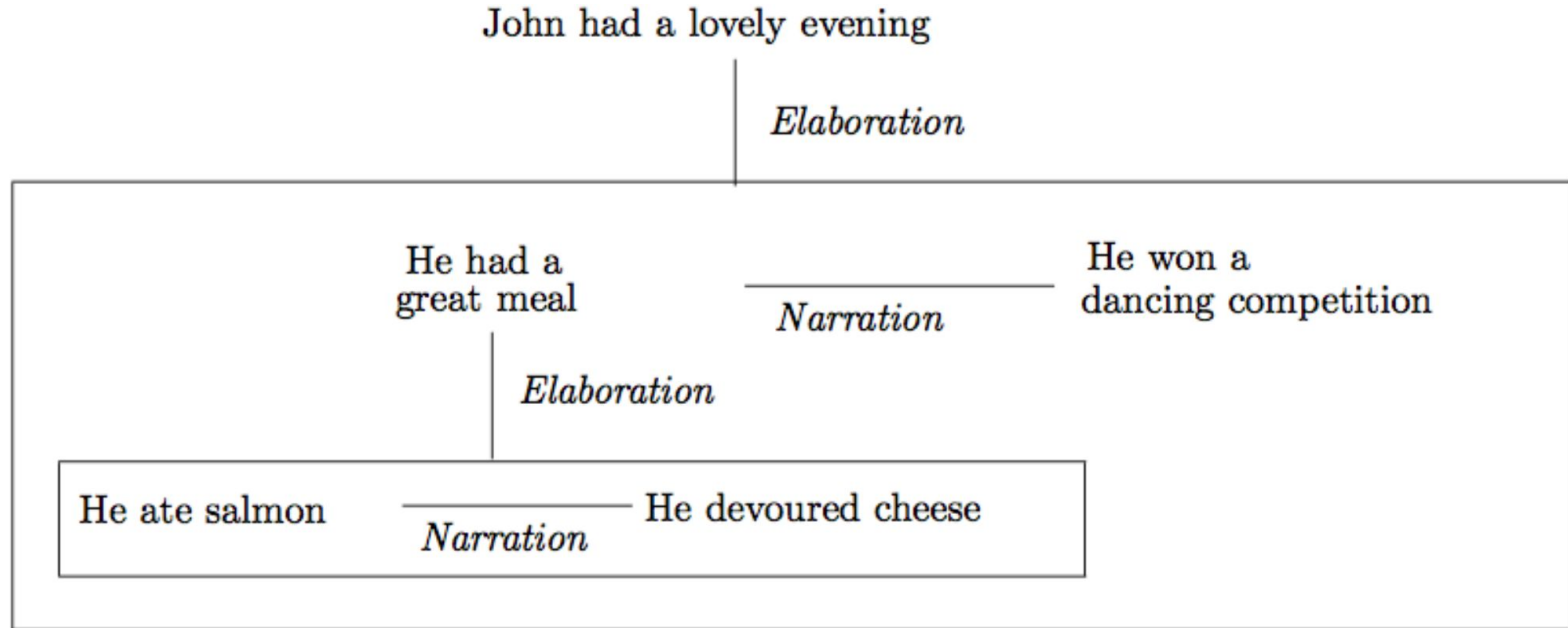 John had a lovely evening
Elaboration
He had a
great meal
Narration
He won a
dancing competition
Elaboration
He ate salmon
Narration
He devoured cheese